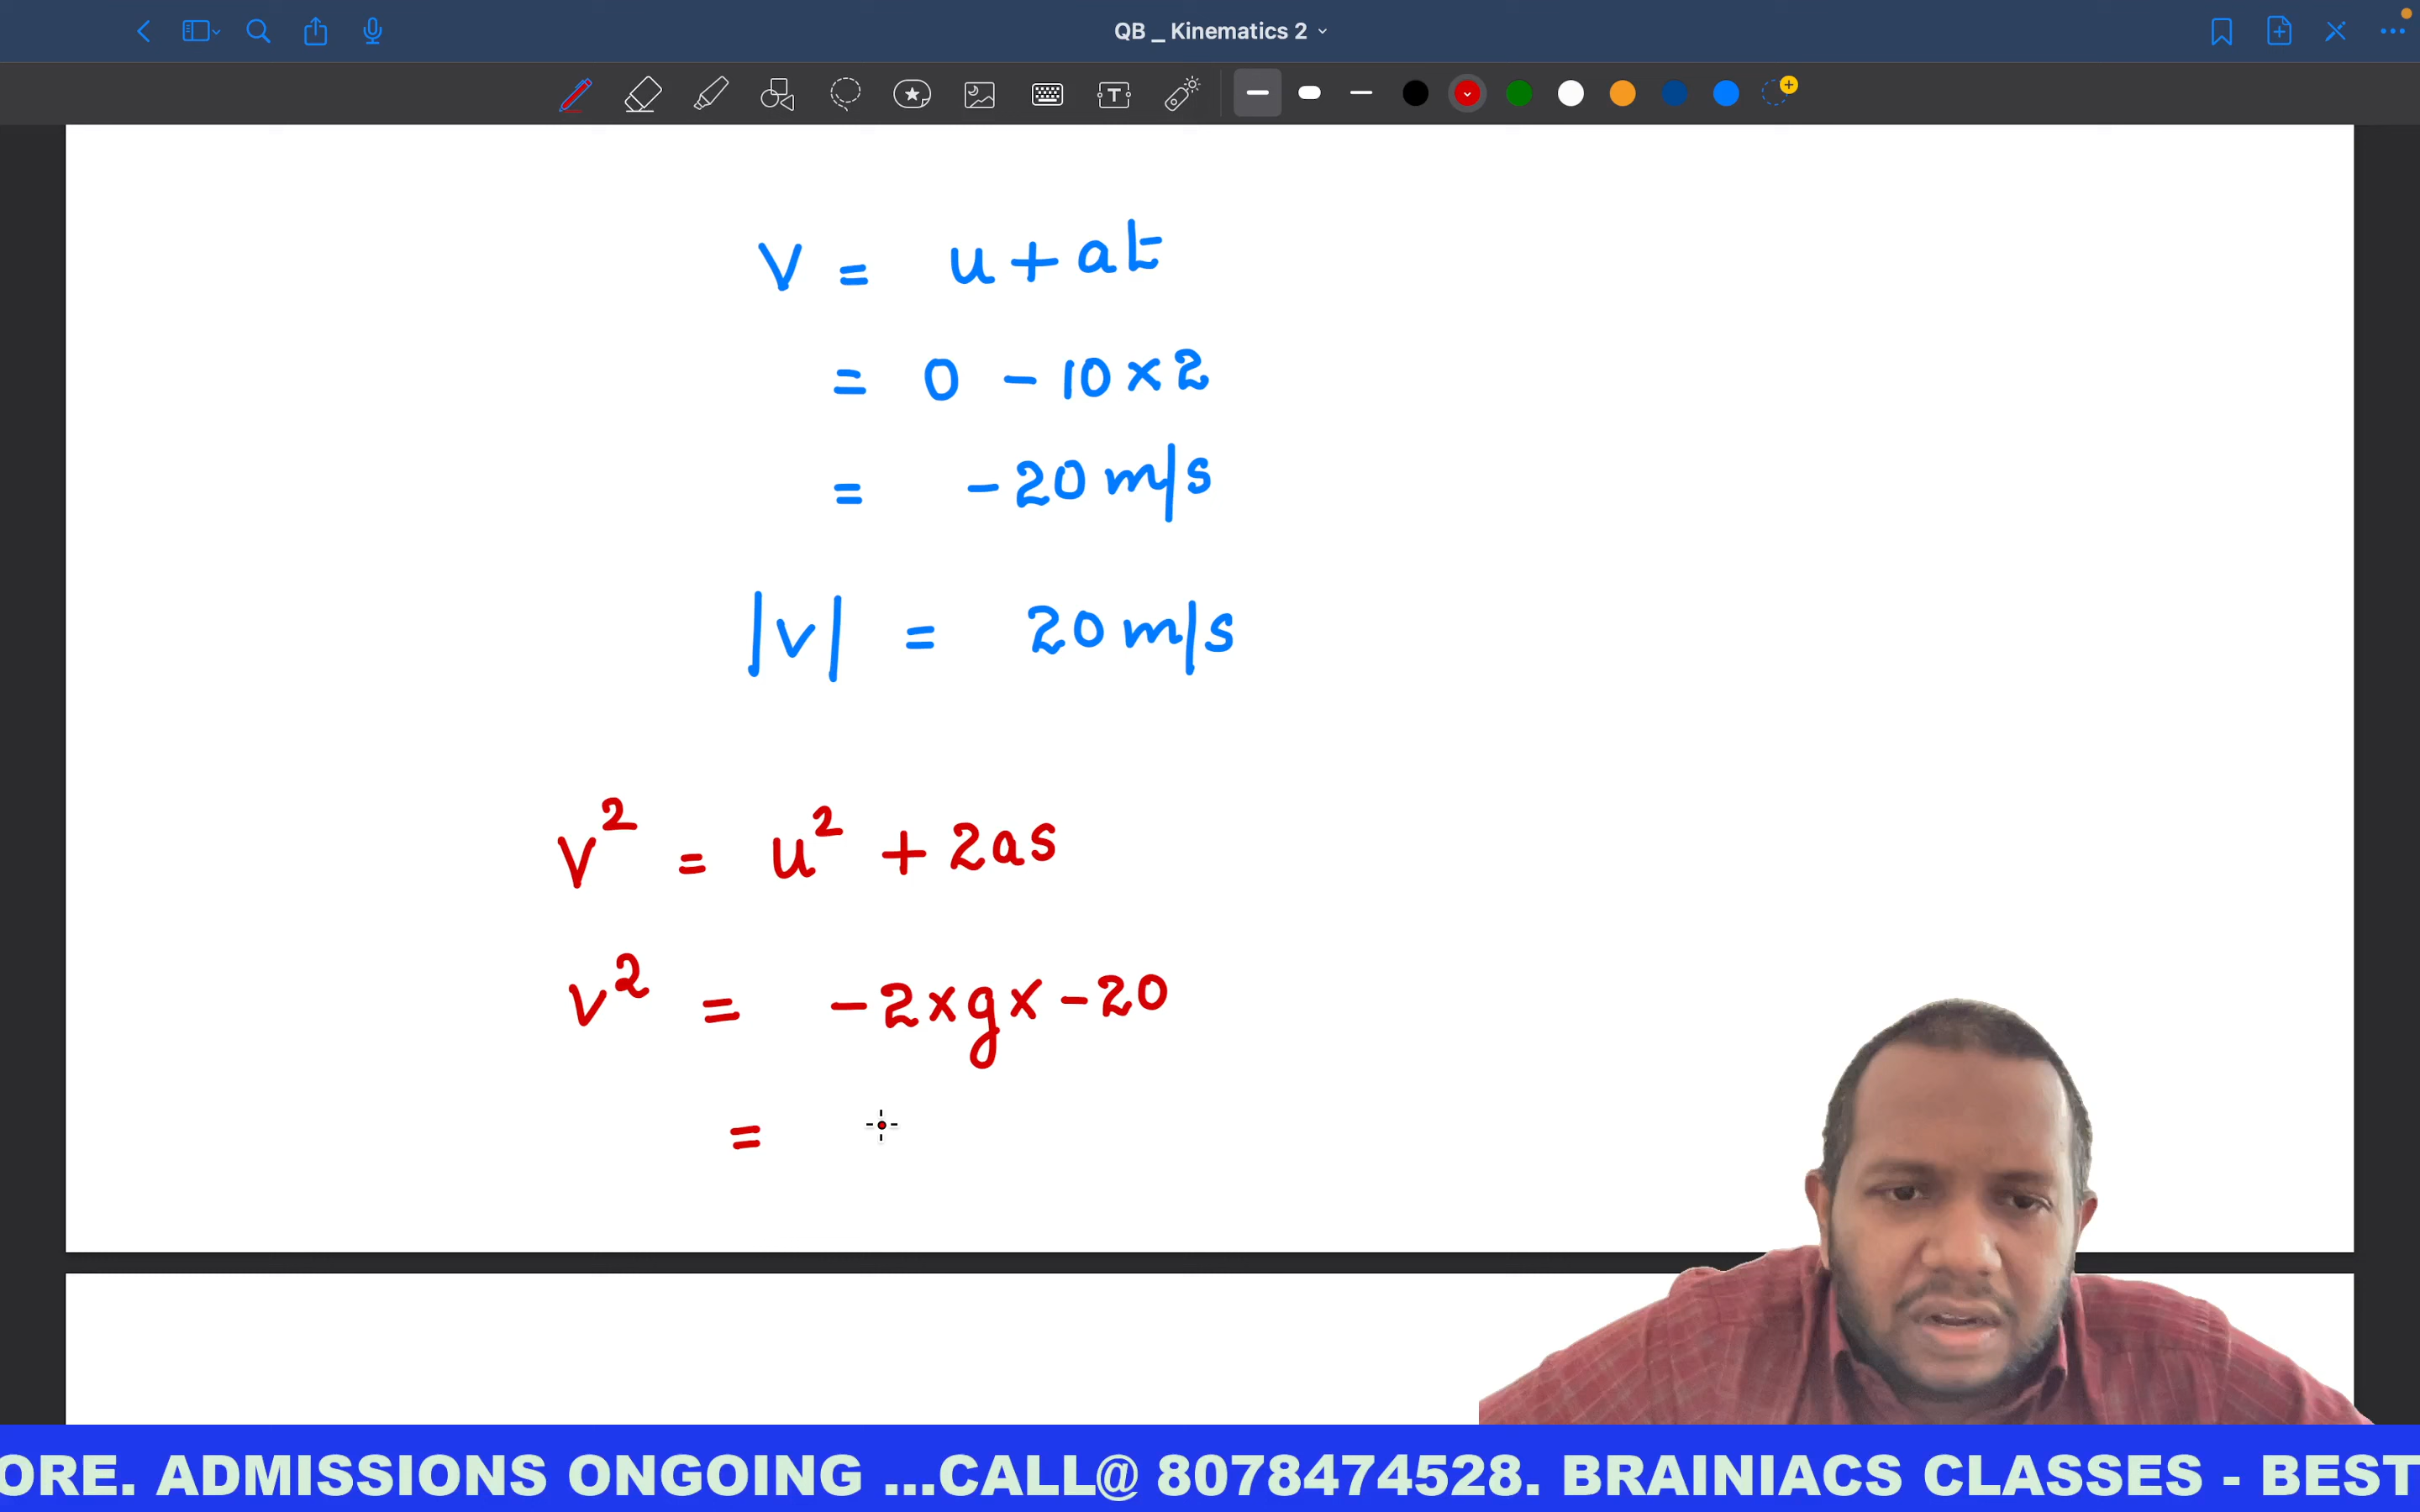 QB _ Kinematics 2
T
V = u + at
= 0 - 10 × 2
= -20 m/s
|v| = 20 m/s
V² = u² + 2as
v² = -2 × g × -20
=
ORE. ADMISSIONS ONGOING ...CALL@ 8078474528. BRAINIACS CLASSES - BEST